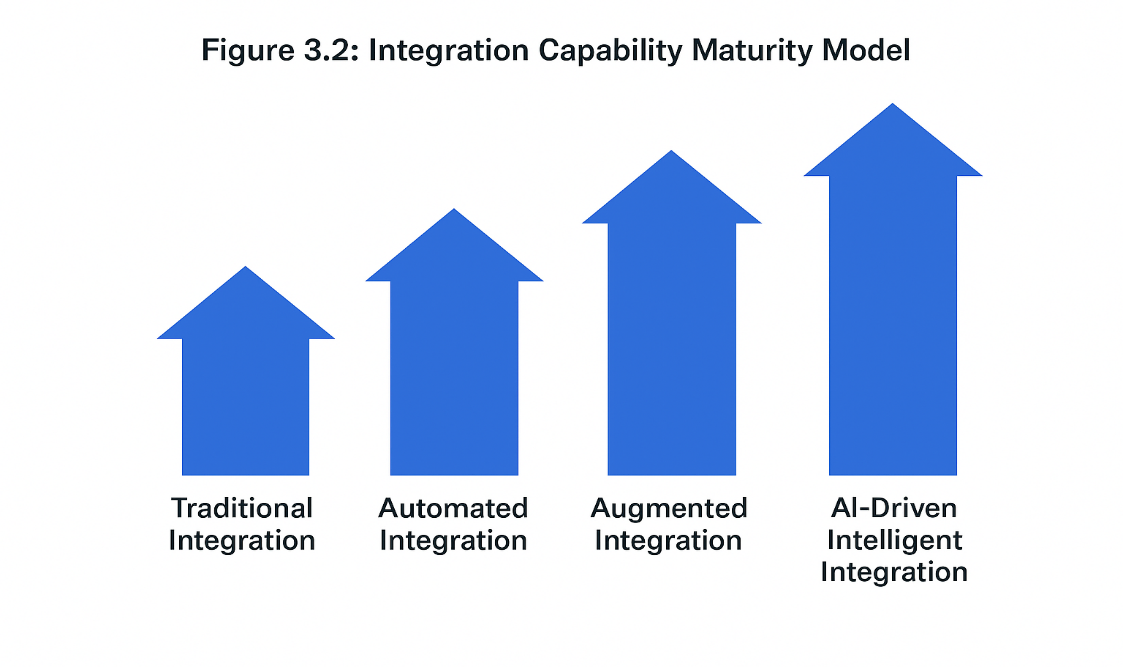 Figure 3.2: Integration Capability Maturity Model
Traditional
Integration
Automated
Integration
Augmented
Integration
AI-Driven
Intelligent
Integration